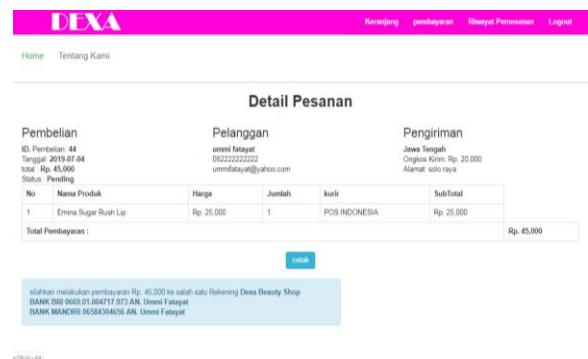 DEXA
Keranjang pembayaran Riwayat Pemesanan Logout
Home Tentang Kami
Detail Pesanan
Pembelian Pelanggan Pengiriman
ID. Pembelian: 44 ummi fatayat Jawa Tengah
Tanggal: 2019-07-04 082222222222 Ongkos Kirim: Rp. 20,000
total : Rp. 45,000 ummifatayat@yahoo.com Alamat: solo raya
Status : Pending
No Nama Produk Harga Jumlah kurir SubTotal
1 Emina Sugar Rush Lip Rp. 25,000 1 POS INDONESIA Rp. 25,000
Total Pembayaran : Rp. 45,000
cetak
silahkan melakukan pembayaran Rp. 45,000 ke salah satu Rekening Dexa Beauty Shop
BANK BRI 0669.01.004717.973 AN. Ummi Fatayat
BANK MANDIRI 06584304656 AN. Ummi Fatayat